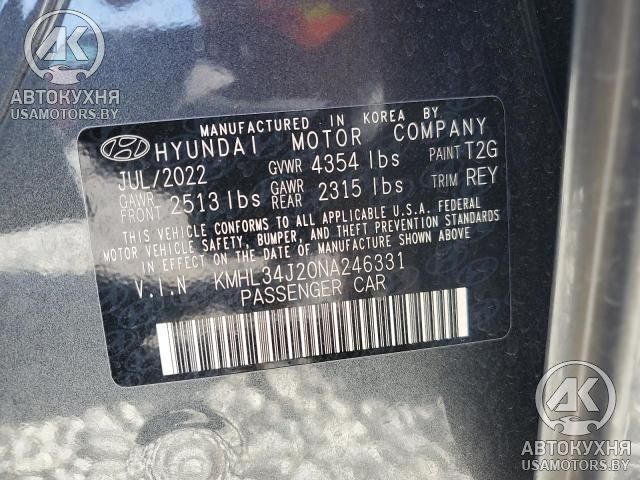 АВТОКУХНЯ
USAMOTORS.BY
MANUFACTURED IN KOREA BY
HYUNDAI MOTOR COMPANY
JUL/2022 GVWR 4354 lbs PAINT T2G
GAWR FRONT 2513 lbs GAWR REAR 2315 lbs TRIM REY
THIS VEHICLE CONFORMS TO ALL APPLICABLE U.S.A. FEDERAL
MOTOR VEHICLE SAFETY, BUMPER, AND THEFT PREVENTION STANDARDS
IN EFFECT ON THE DATE OF MANUFACTURE SHOWN ABOVE
V.I.N KMHL34J20NA246331
PASSENGER CAR
АВТОКУХНЯ
USAMOTORS.BY